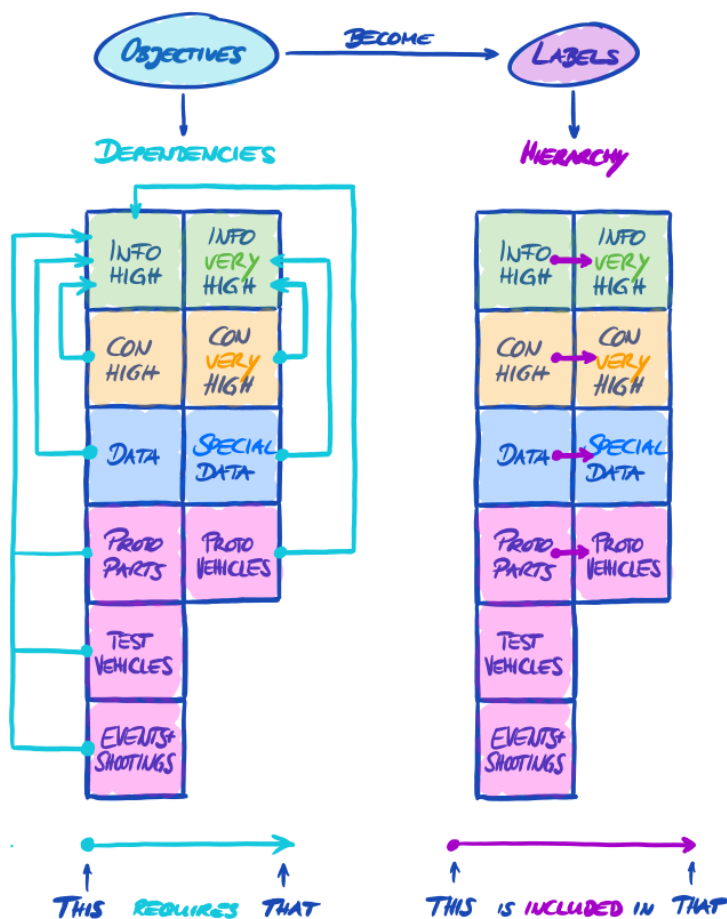 OBJECTIVES
BECOME
LABELS
DEPENDENCIES
HIERARCHY
INFO
HIGH
INFO
VERY
HIGH
CON
HIGH
CON
VERY
HIGH
DATA
SPECIAL
DATA
PROTO
PARTS
PROTO
VEHICLES
TEST
VEHICLES
EVENTS+
SHOOTINGS
INFO
HIGH
INFO
VERY
HIGH
CON
HIGH
CON
VERY
HIGH
DATA
SPECIAL
DATA
PROTO
PARTS
PROTO
VEHICLES
TEST
VEHICLES
EVENTS+
SHOOTINGS
THIS REQUIRES THAT
THIS IS INCLUDED IN THAT